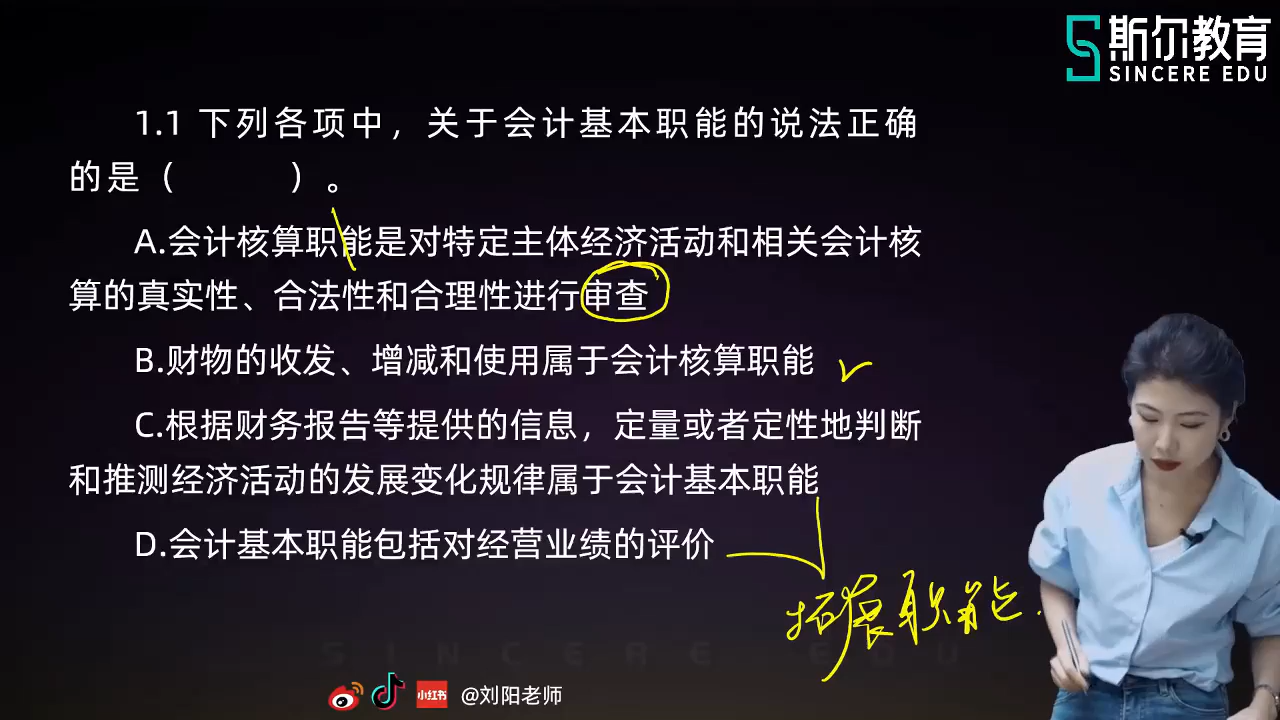 斯尔教育
SINCERE EDU
1.1 下列各项中，关于会计基本职能的说法正确
的是（　　　）。
A.会计核算职能是对特定主体经济活动和相关会计核
算的真实性、合法性和合理性进行审查
B.财物的收发、增减和使用属于会计核算职能
C.根据财务报告等提供的信息，定量或者定性地判断
和推测经济活动的发展变化规律属于会计基本职能
D.会计基本职能包括对经营业绩的评价
拓展职能
SINCERE EDU
小红书 @刘阳老师